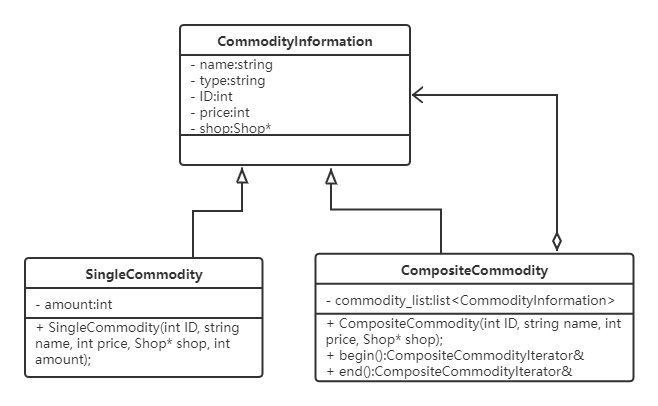 CommodityInformation
- name:string
- type:string
- ID:int
- price:int
- shop:Shop*
SingleCommodity
- amount:int
+ SingleCommodity(int ID, string
name, int price, Shop* shop, int
amount);
CompositeCommodity
- commodity_list:list<CommodityInformation>
+ CompositeCommodity(int ID, string name, int
price, Shop* shop);
+ begin():CompositeCommodityIterator&
+ end():CompositeCommodityIterator&